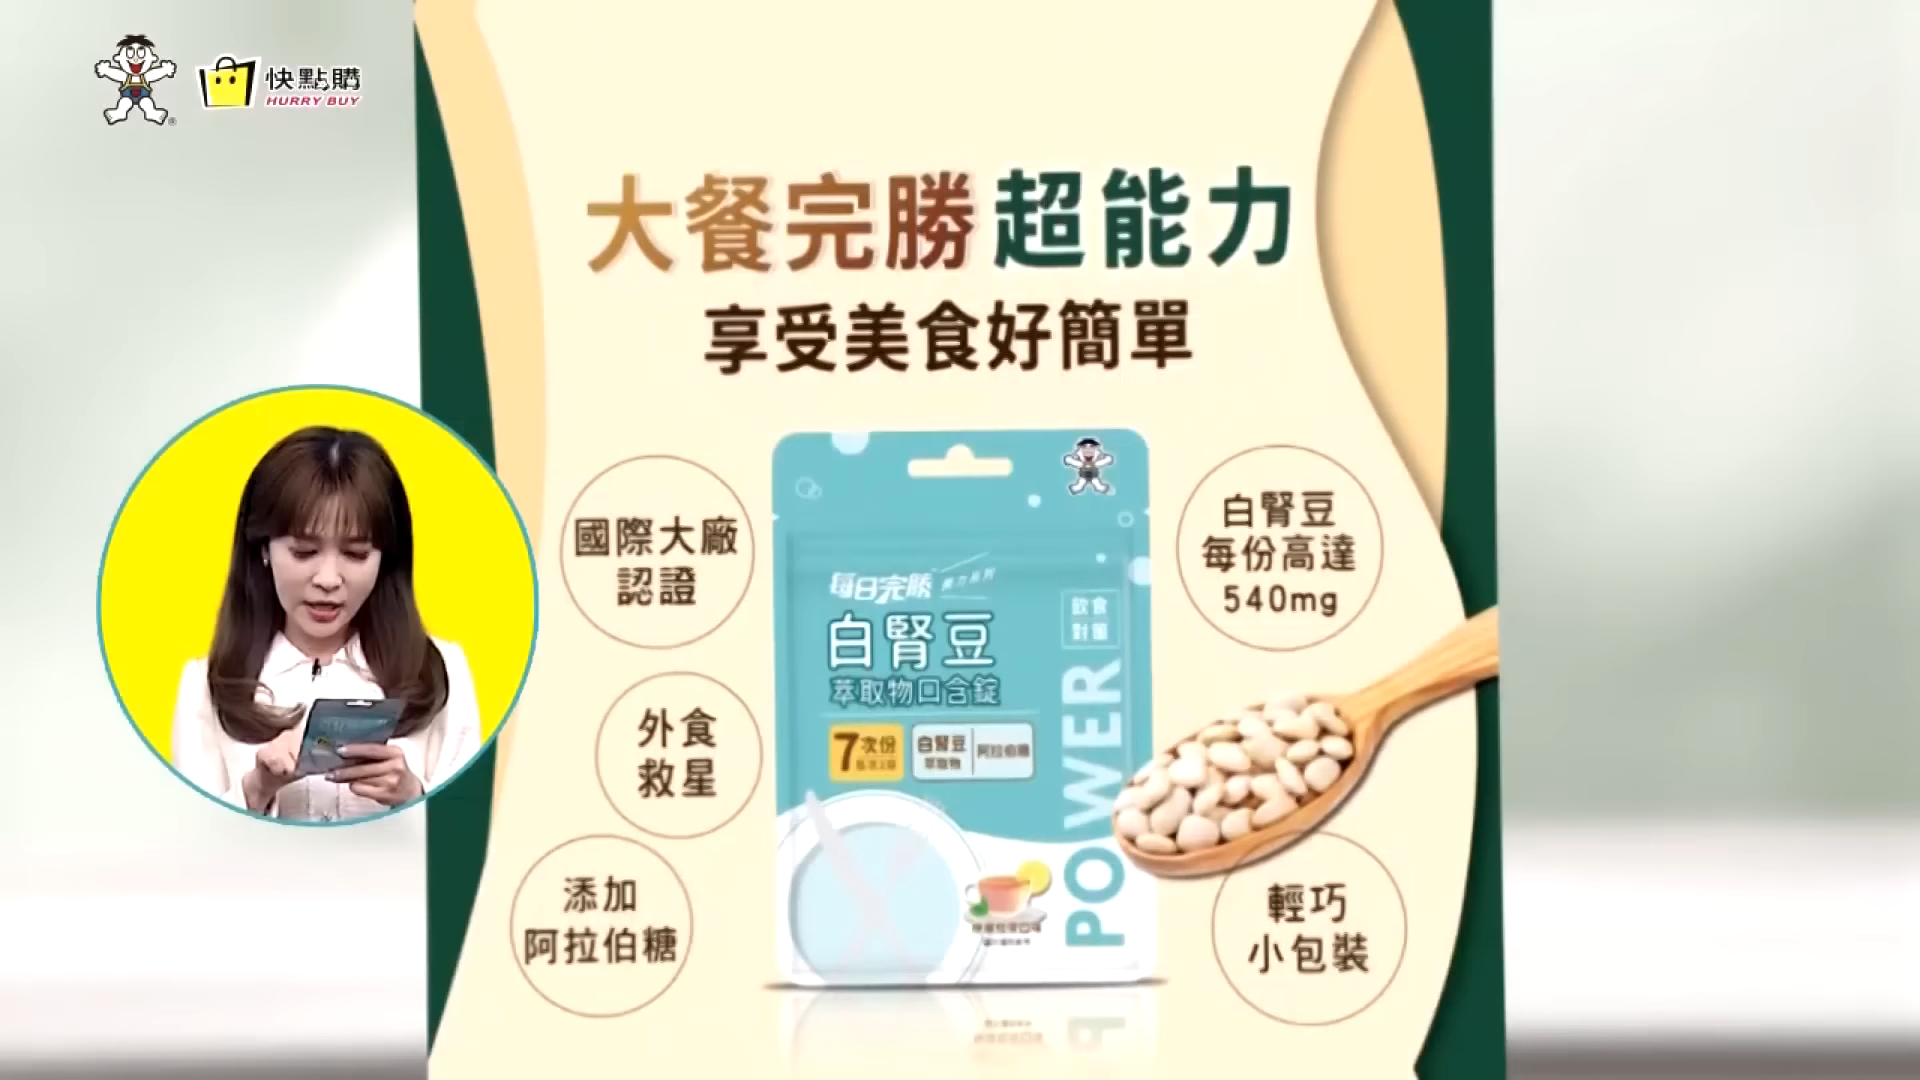 快點購
HURRY BUY
大餐完勝 超能力
享受美食好簡單
國際大廠
認證
外食
救星
添加
阿拉伯糖
每日完勝
白腎豆
萃取物口含錠
7次份
白腎豆
萃取物
阿拉伯糖
飲食
對策
POWER
白腎豆
每份高達
540mg
輕巧
小包裝